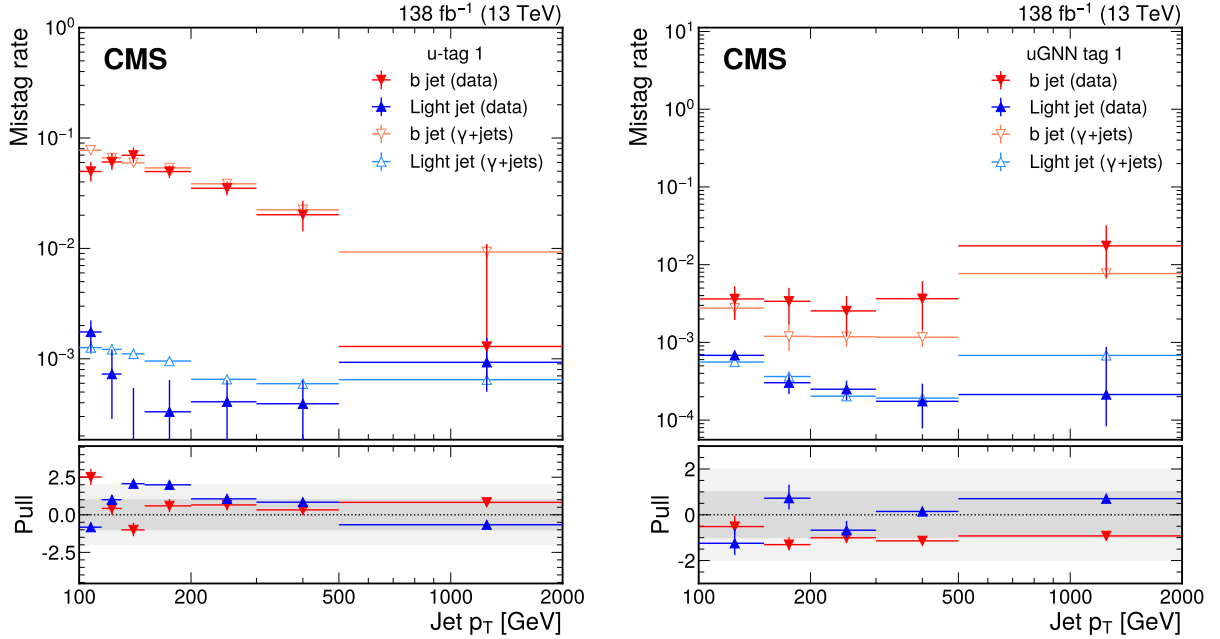 138 fb⁻¹ (13 TeV)
CMS
u-tag 1
b jet (data)
Light jet (data)
b jet (γ+jets)
Light jet (γ+jets)
Mistag rate
10⁰
10⁻¹
10⁻²
10⁻³
Pull
2.5
0.0
−2.5
100
200
500
1000
2000
Jet p_T [GeV]
138 fb⁻¹ (13 TeV)
CMS
uGNN tag 1
b jet (data)
Light jet (data)
b jet (γ+jets)
Light jet (γ+jets)
Mistag rate
10¹
10⁰
10⁻¹
10⁻²
10⁻³
10⁻⁴
Pull
2
0
−2
100
200
500
1000
2000
Jet p_T [GeV]